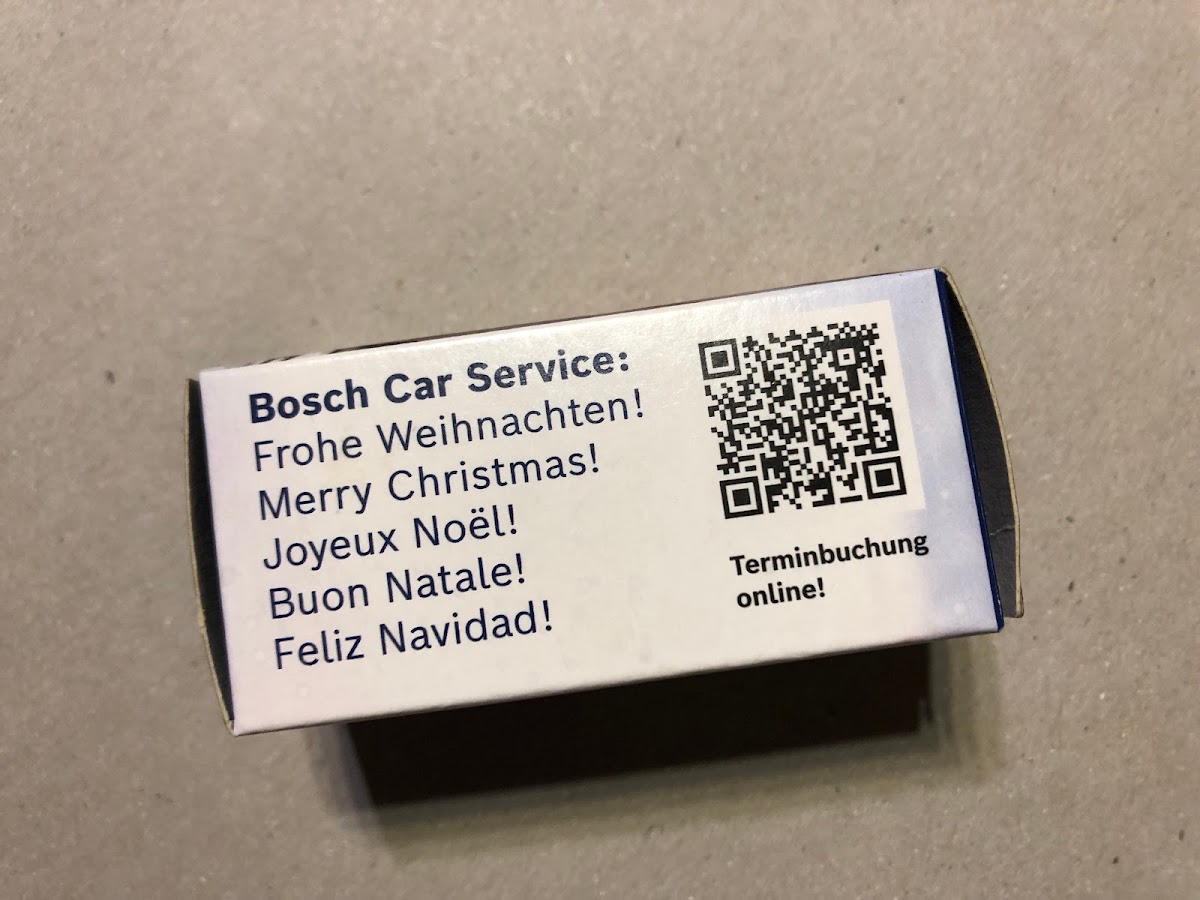 Bosch Car Service:
Frohe Weihnachten!
Merry Christmas!
Joyeux Noël!
Buon Natale!
Feliz Navidad!
Terminbuchung
online!